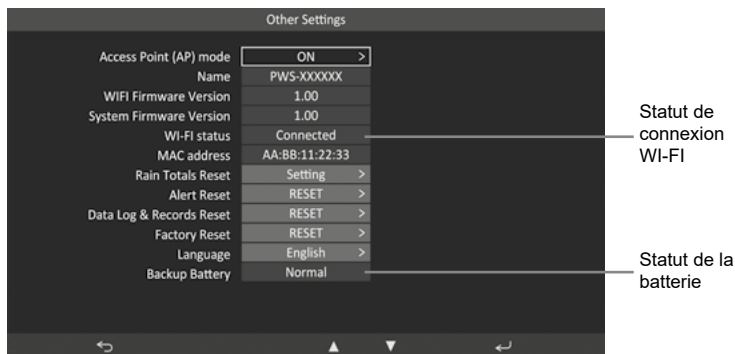 Other Settings
Access Point (AP) mode ON >
Name PWS-XXXXXX
WIFI Firmware Version 1.00
System Firmware Version 1.00
WI-FI status Connected
MAC address AA:BB:11:22:33
Rain Totals Reset Setting >
Alert Reset RESET >
Data Log & Records Reset RESET >
Factory Reset RESET >
Language English >
Backup Battery Normal
Statut de
connexion
WI-FI
Statut de la
batterie